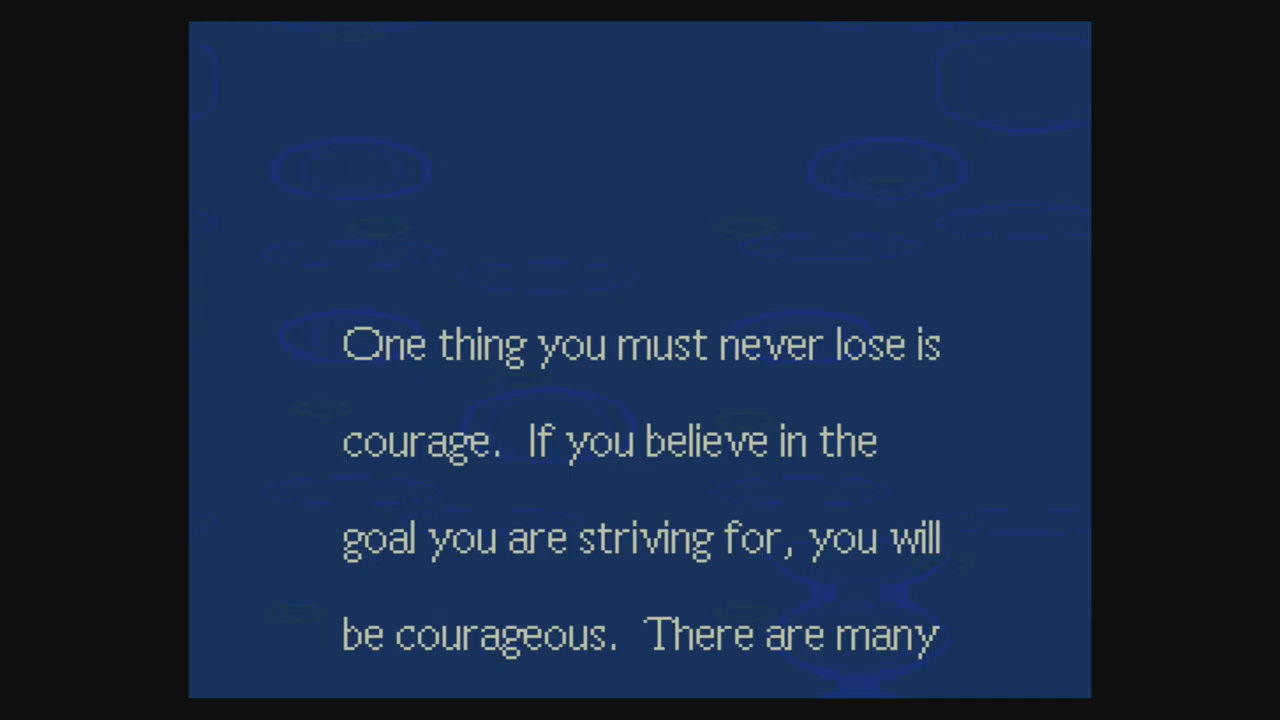 One thing you must never lose is
courage.  If you believe in the
goal you are striving for, you will
be courageous.  There are many